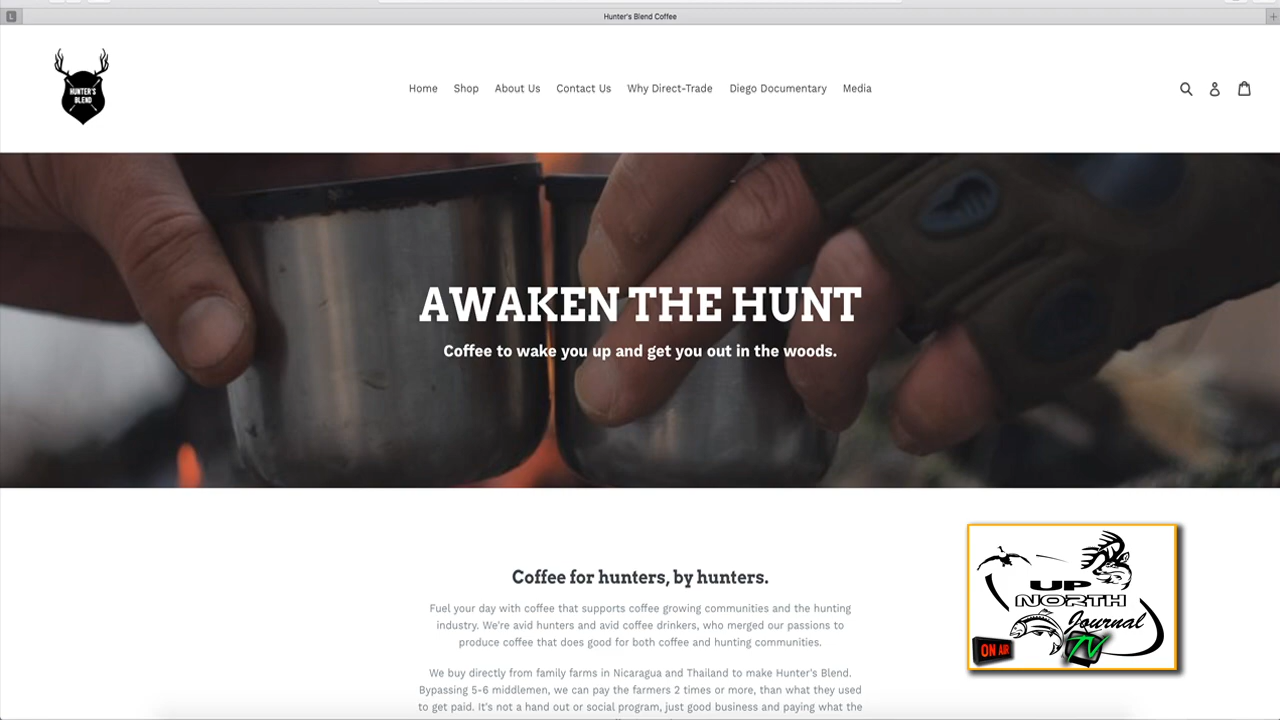 Hunter's Blend Coffee
HUNTER'S
BLEND
Home Shop About Us Contact Us Why Direct-Trade Diego Documentary Media
AWAKEN THE HUNT
Coffee to wake you up and get you out in the woods.
Coffee for hunters, by hunters.
Fuel your day with coffee that supports coffee growing communities and the hunting
industry. We're avid hunters and avid coffee drinkers, who merged our passions to
produce coffee that does good for both coffee and hunting communities.
We buy directly from family farms in Nicaragua and Thailand to make Hunter's Blend.
Bypassing 5-6 middlemen, we can pay the farmers 2 times or more, than what they used
to get paid. It's not a hand out or social program, just good business and paying what the
UP
NORTH
Journal
TV
ON AIR